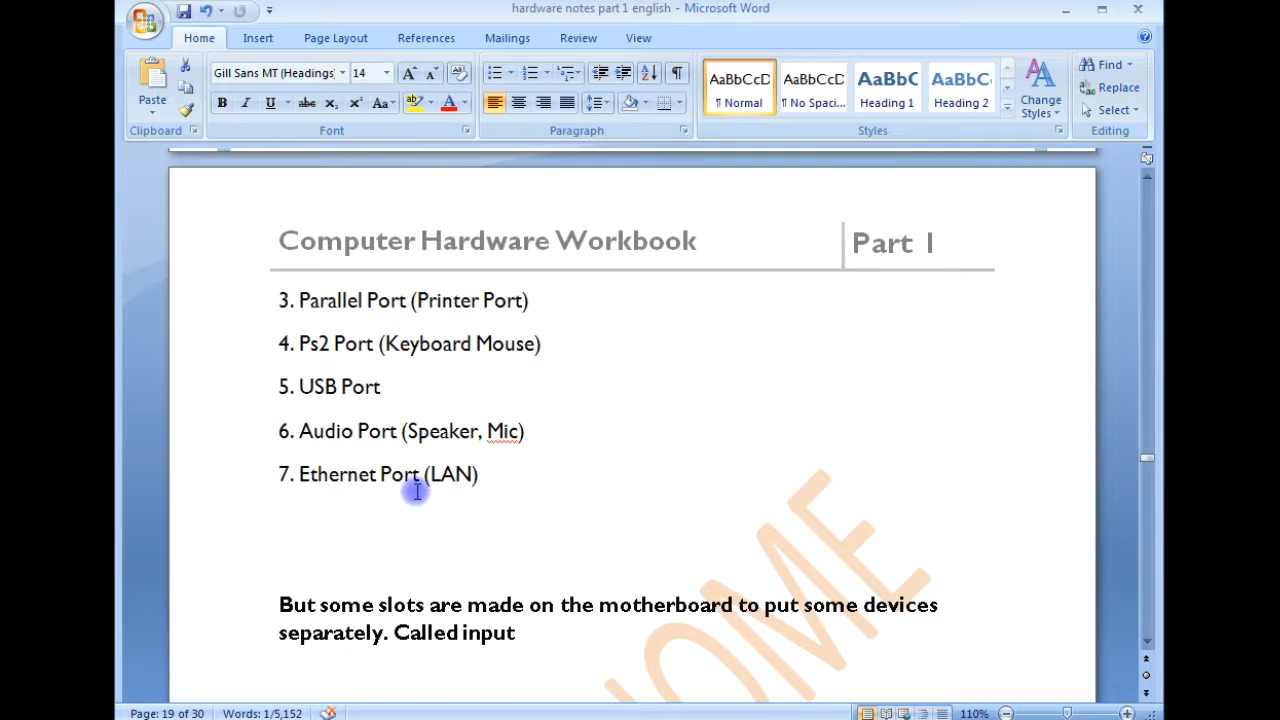 hardware notes part 1 english - Microsoft Word
Home Insert Page Layout References Mailings Review View
Paste
Gill Sans MT (Headings 14
Clipboard Font Paragraph Styles Editing
AaBbCcD AaBbCcD AaBbC AaBbC
¶ Normal ¶ No Spaci... Heading 1 Heading 2
Change Styles
Find
Replace
Select
Computer Hardware Workbook Part 1
3. Parallel Port (Printer Port)
4. Ps2 Port (Keyboard Mouse)
5. USB Port
6. Audio Port (Speaker, Mic)
7. Ethernet Port (LAN)
But some slots are made on the motherboard to put some devices
separately. Called input
HOME
Page: 19 of 30 Words: 1/5,152 110%